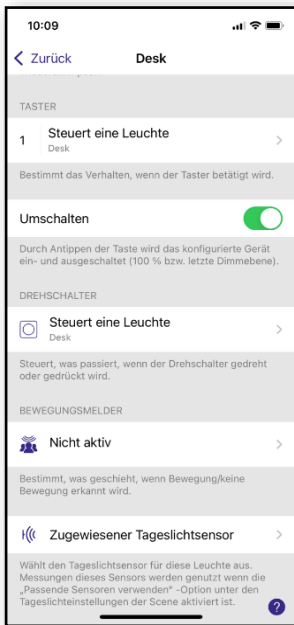 10:09
Zurück
Desk
TASTER
1 Steuert eine Leuchte
Desk
Bestimmt das Verhalten, wenn der Taster betätigt wird.
Umschalten
Durch Antippen der Taste wird das konfigurierte Gerät
ein- und ausgeschaltet (100 % bzw. letzte Dimmebene).
DREHSCHALTER
Steuert eine Leuchte
Desk
Steuert, was passiert, wenn der Drehschalter gedreht
oder gedrückt wird.
BEWEGUNGSMELDER
Nicht aktiv
Bestimmt, was geschieht, wenn Bewegung/keine
Bewegung erkannt wird.
Zugewiesener Tageslichtsensor
Wählt den Tageslichtsensor für diese Leuchte aus.
Messungen dieses Sensors werden genutzt wenn die
„Passende Sensoren verwenden" -Option unter den
Tageslichteinstellungen der Scene aktiviert ist.
?